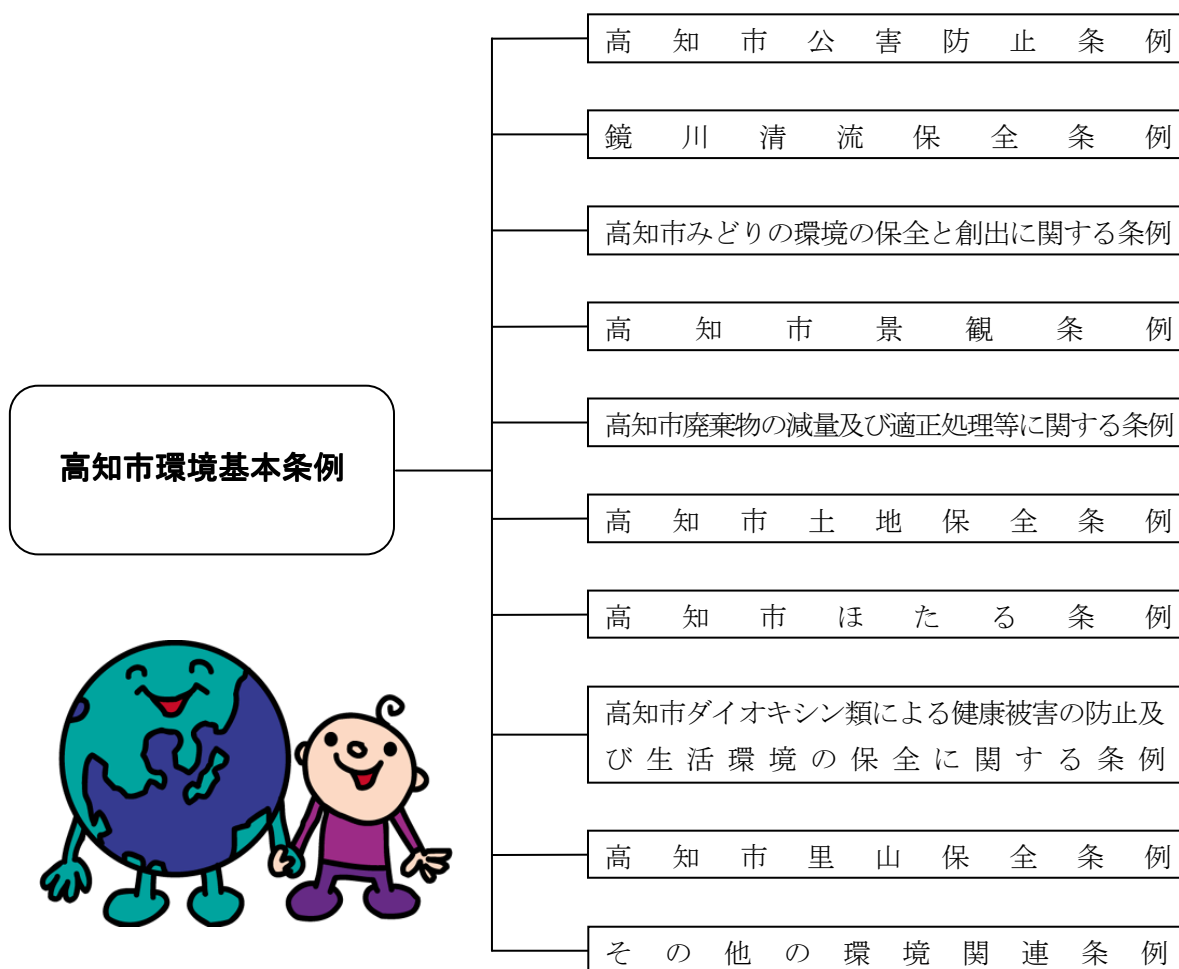 高知市公害防止条例
鏡川清流保全条例
高知市みどりの環境の保全と創出に関する条例
高知市景観条例
高知市廃棄物の減量及び適正処理等に関する条例
高知市環境基本条例
高知市土地保全条例
高知市ほたる条例
高知市ダイオキシン類による健康被害の防止及
び生活環境の保全に関する条例
高知市里山保全条例
その他の環境関連条例